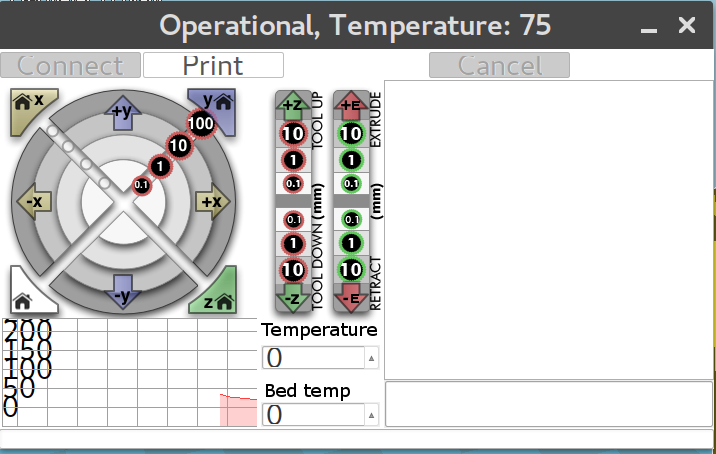 Operational, Temperature: 75
Connect
Print
Cancel
x
+y
y
100
10
1
0.1
-x
+x
-y
z
+Z
10
1
0.1
0.1
1
10
-Z
TOOL UP
(mm)
TOOL DOWN
+E
10
1
0.1
0.1
1
10
-E
EXTRUDE
(mm)
RETRACT
200
150
100
50
0
Temperature
0
Bed temp
0